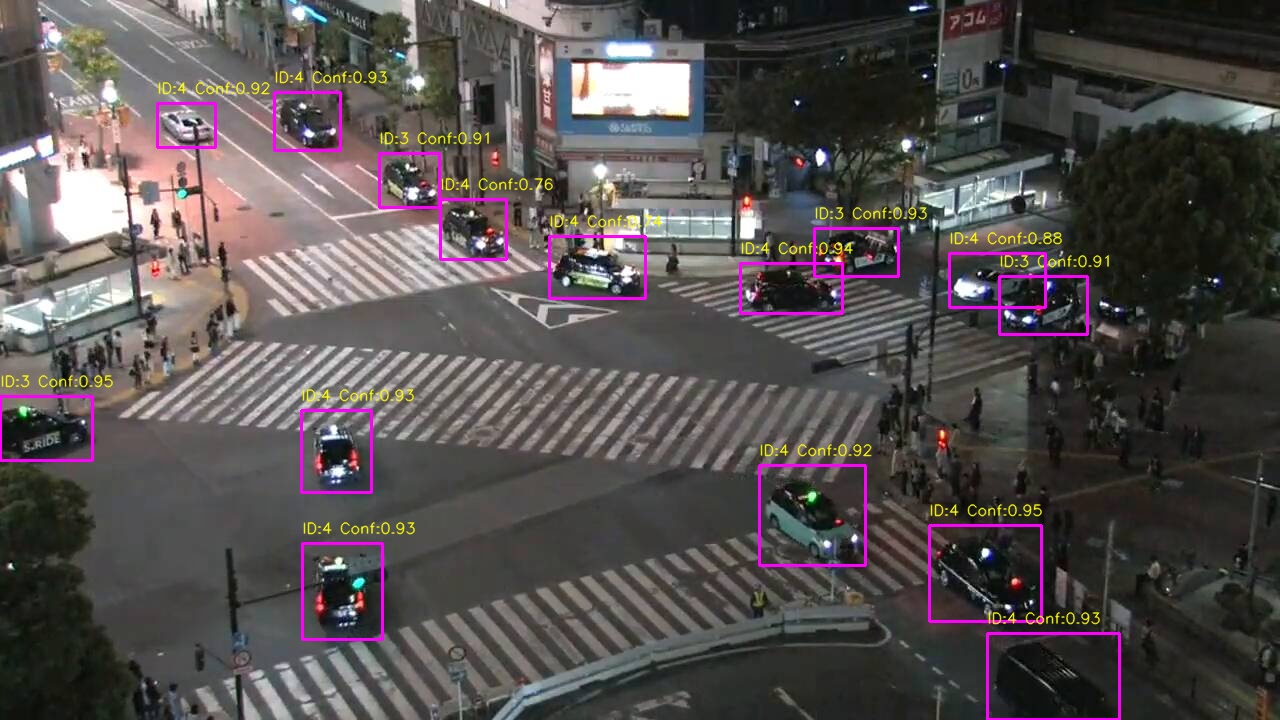 AMERICAN EAGLE
アコム
ID:4 Conf:0.92
ID:4 Conf:0.93
ID:3 Conf:0.91
ID:4 Conf:0.76
ID:4 Conf:0.74
ID:3 Conf:0.93
ID:4 Conf:0.94
ID:4 Conf:0.88
ID:3 Conf:0.91
ID:3 Conf:0.95
S.RIDE
ID:4 Conf:0.93
ID:4 Conf:0.92
ID:4 Conf:0.95
ID:4 Conf:0.93
ID:4 Conf:0.93